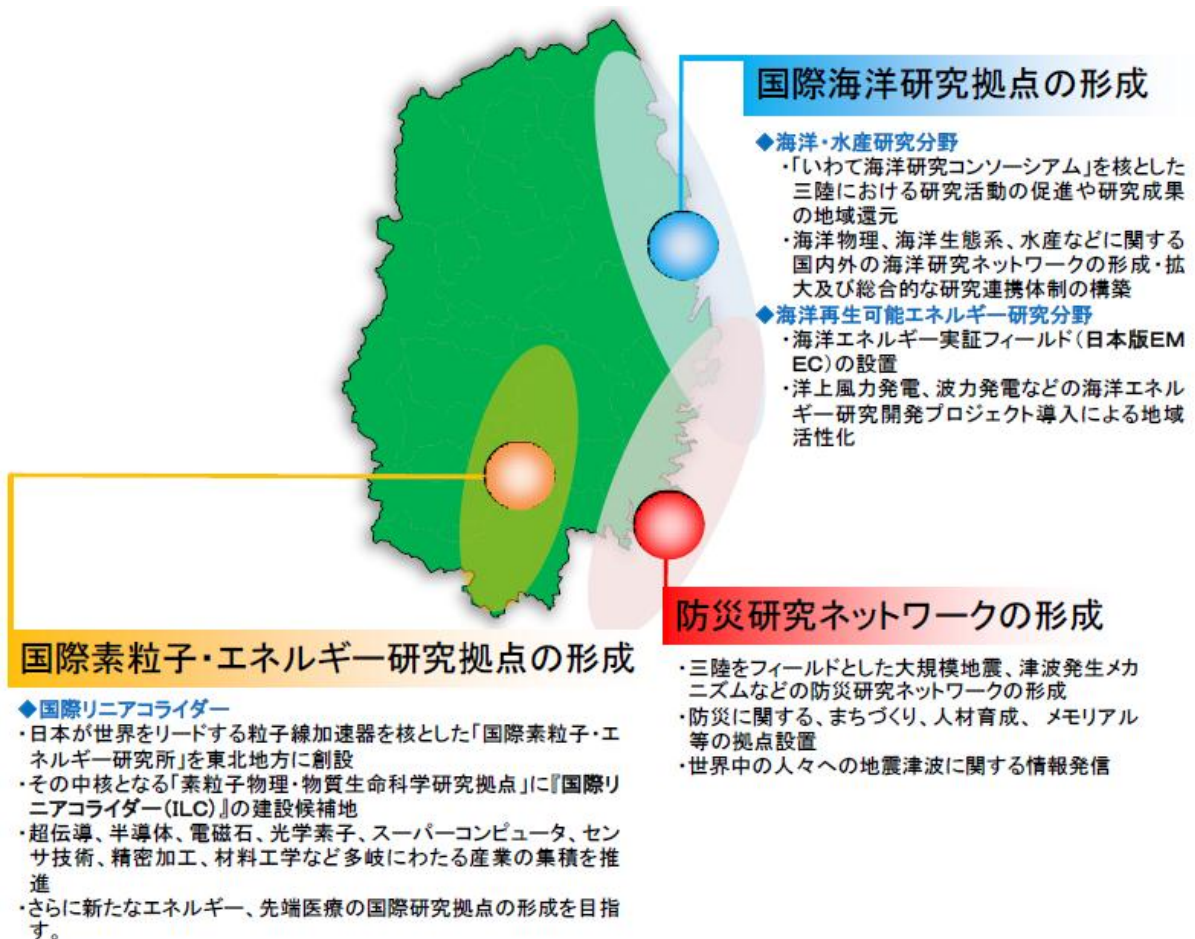 国際海洋研究拠点の形成
◆海洋・水産研究分野
・「いわて海洋研究コンソーシアム」を核とした
三陸における研究活動の促進や研究成果
の地域還元
・海洋物理、海洋生態系、水産などに関する
国内外の海洋研究ネットワークの形成・拡
大及び総合的な研究連携体制の構築
◆海洋再生可能エネルギー研究分野
・海洋エネルギー実証フィールド(日本版EM
EC)の設置
・洋上風力発電、波力発電などの海洋エネル
ギー研究開発プロジェクト導入による地域
活性化
防災研究ネットワークの形成
・三陸をフィールドとした大規模地震、津波発生メカ
ニズムなどの防災研究ネットワークの形成
・防災に関する、まちづくり、人材育成、 メモリアル
等の拠点設置
・世界中の人々への地震津波に関する情報発信
国際素粒子・エネルギー研究拠点の形成
◆国際リニアコライダー
・日本が世界をリードする粒子線加速器を核とした「国際素粒子・エ
ネルギー研究所」を東北地方に創設
・その中核となる「素粒子物理・物質生命科学研究拠点」に『国際リ
ニアコライダー(ILC)』の建設候補地
・超伝導、半導体、電磁石、光学素子、スーパーコンピュータ、セン
サ技術、精密加工、材料工学など多岐にわたる産業の集積を推
進
・さらに新たなエネルギー、先端医療の国際研究拠点の形成を目指
す。